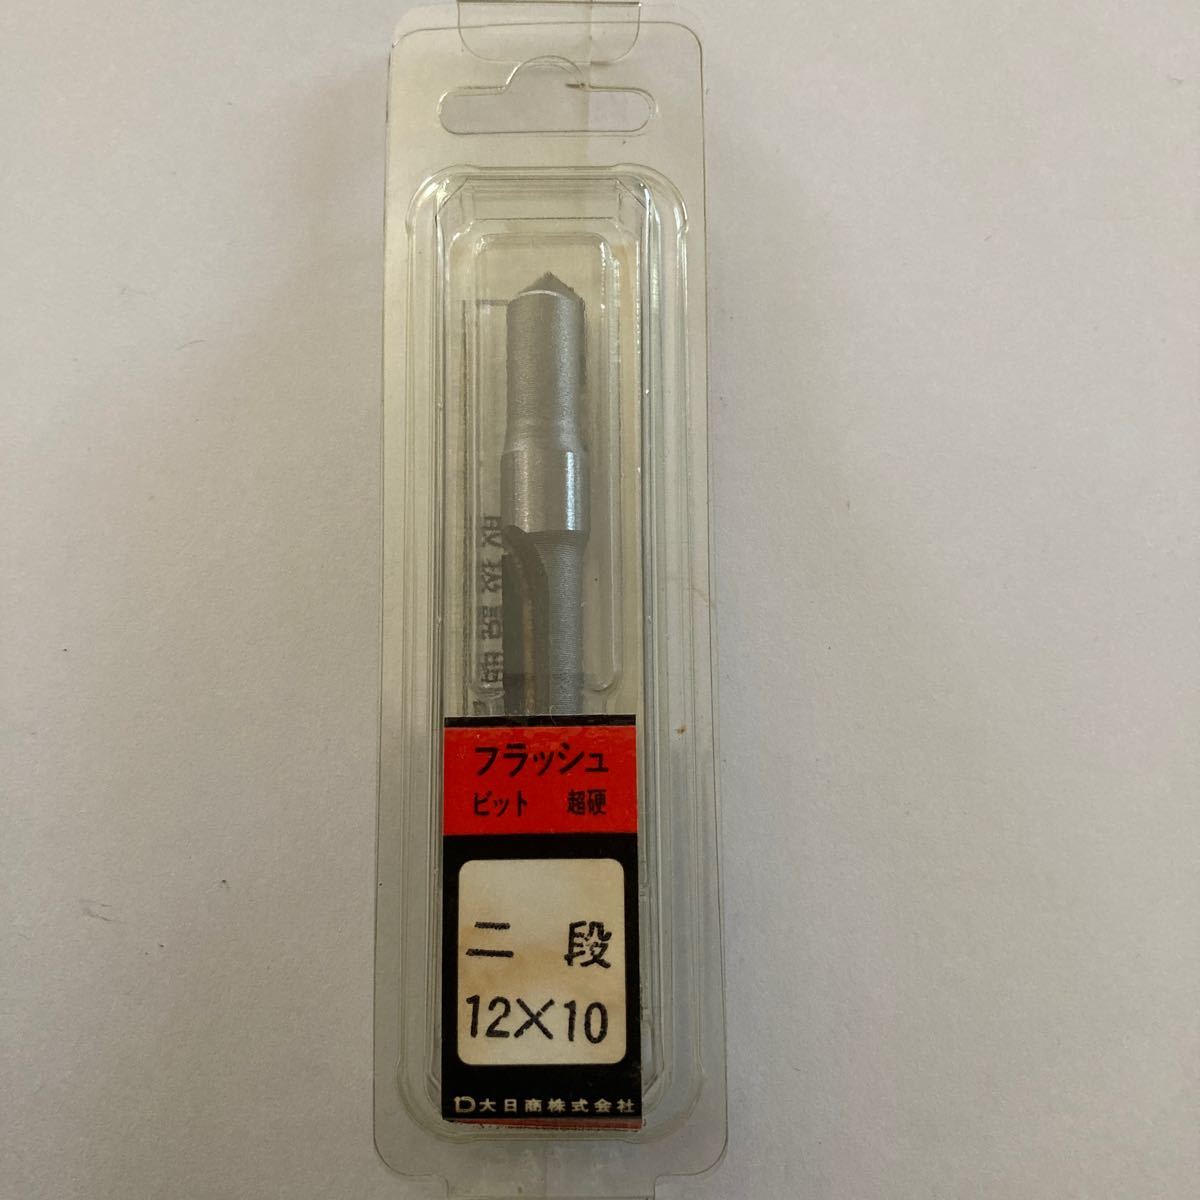 フラッシュ
ビット 超硬
二段
12×10
大日商株式会社